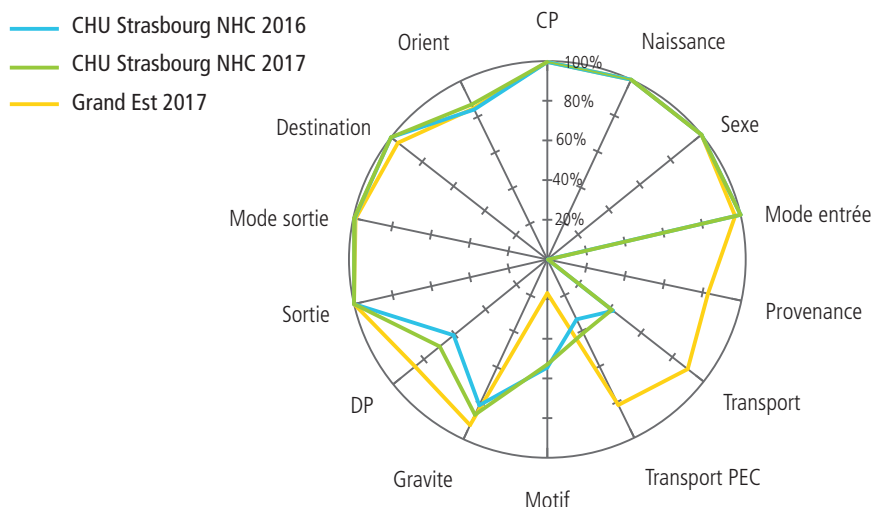 CHU Strasbourg NHC 2016
CHU Strasbourg NHC 2017
Grand Est 2017
CP
Naissance
Sexe
Mode entrée
Provenance
Transport
Transport PEC
Motif
Gravite
DP
Sortie
Mode sortie
Destination
Orient
100%
80%
60%
40%
20%